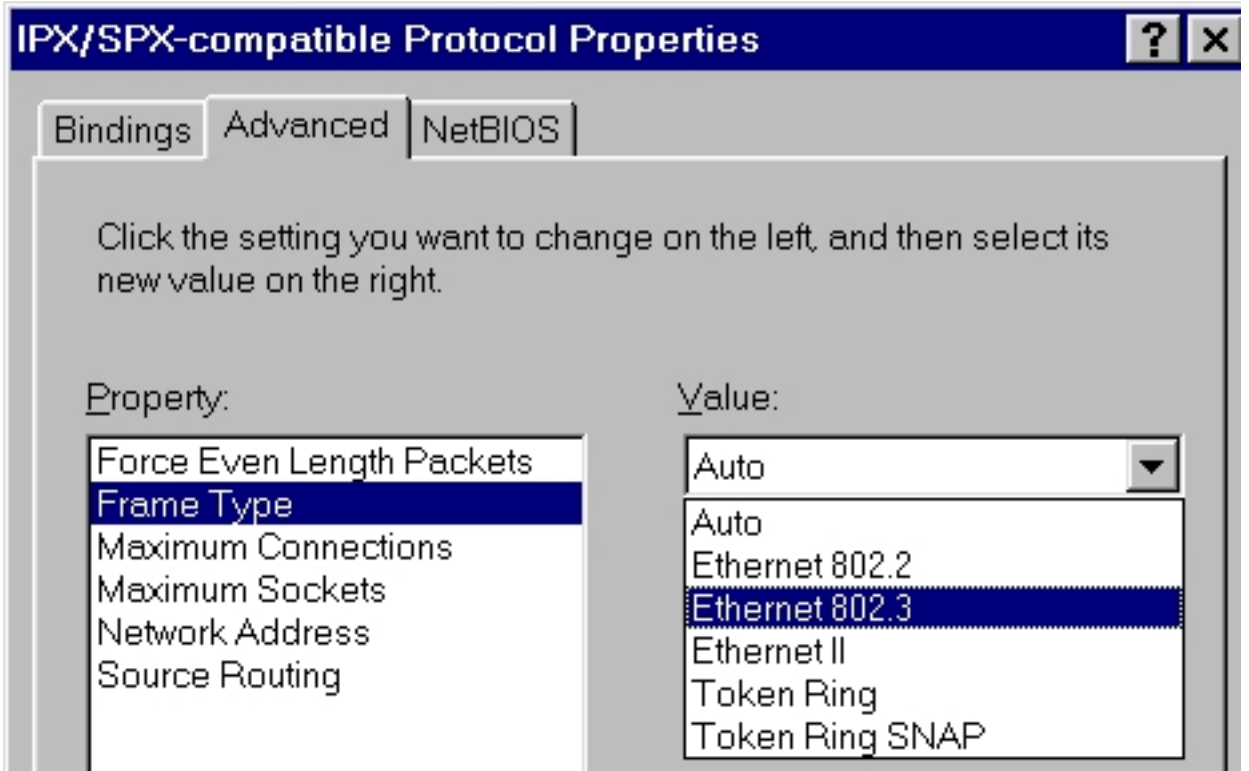 IPX/SPX-compatible Protocol Properties
Bindings Advanced NetBIOS
Click the setting you want to change on the left, and then select its
new value on the right.
Property:
Force Even Length Packets
Frame Type
Maximum Connections
Maximum Sockets
Network Address
Source Routing
Value:
Auto
Auto
Ethernet 802.2
Ethernet 802.3
Ethernet II
Token Ring
Token Ring SNAP